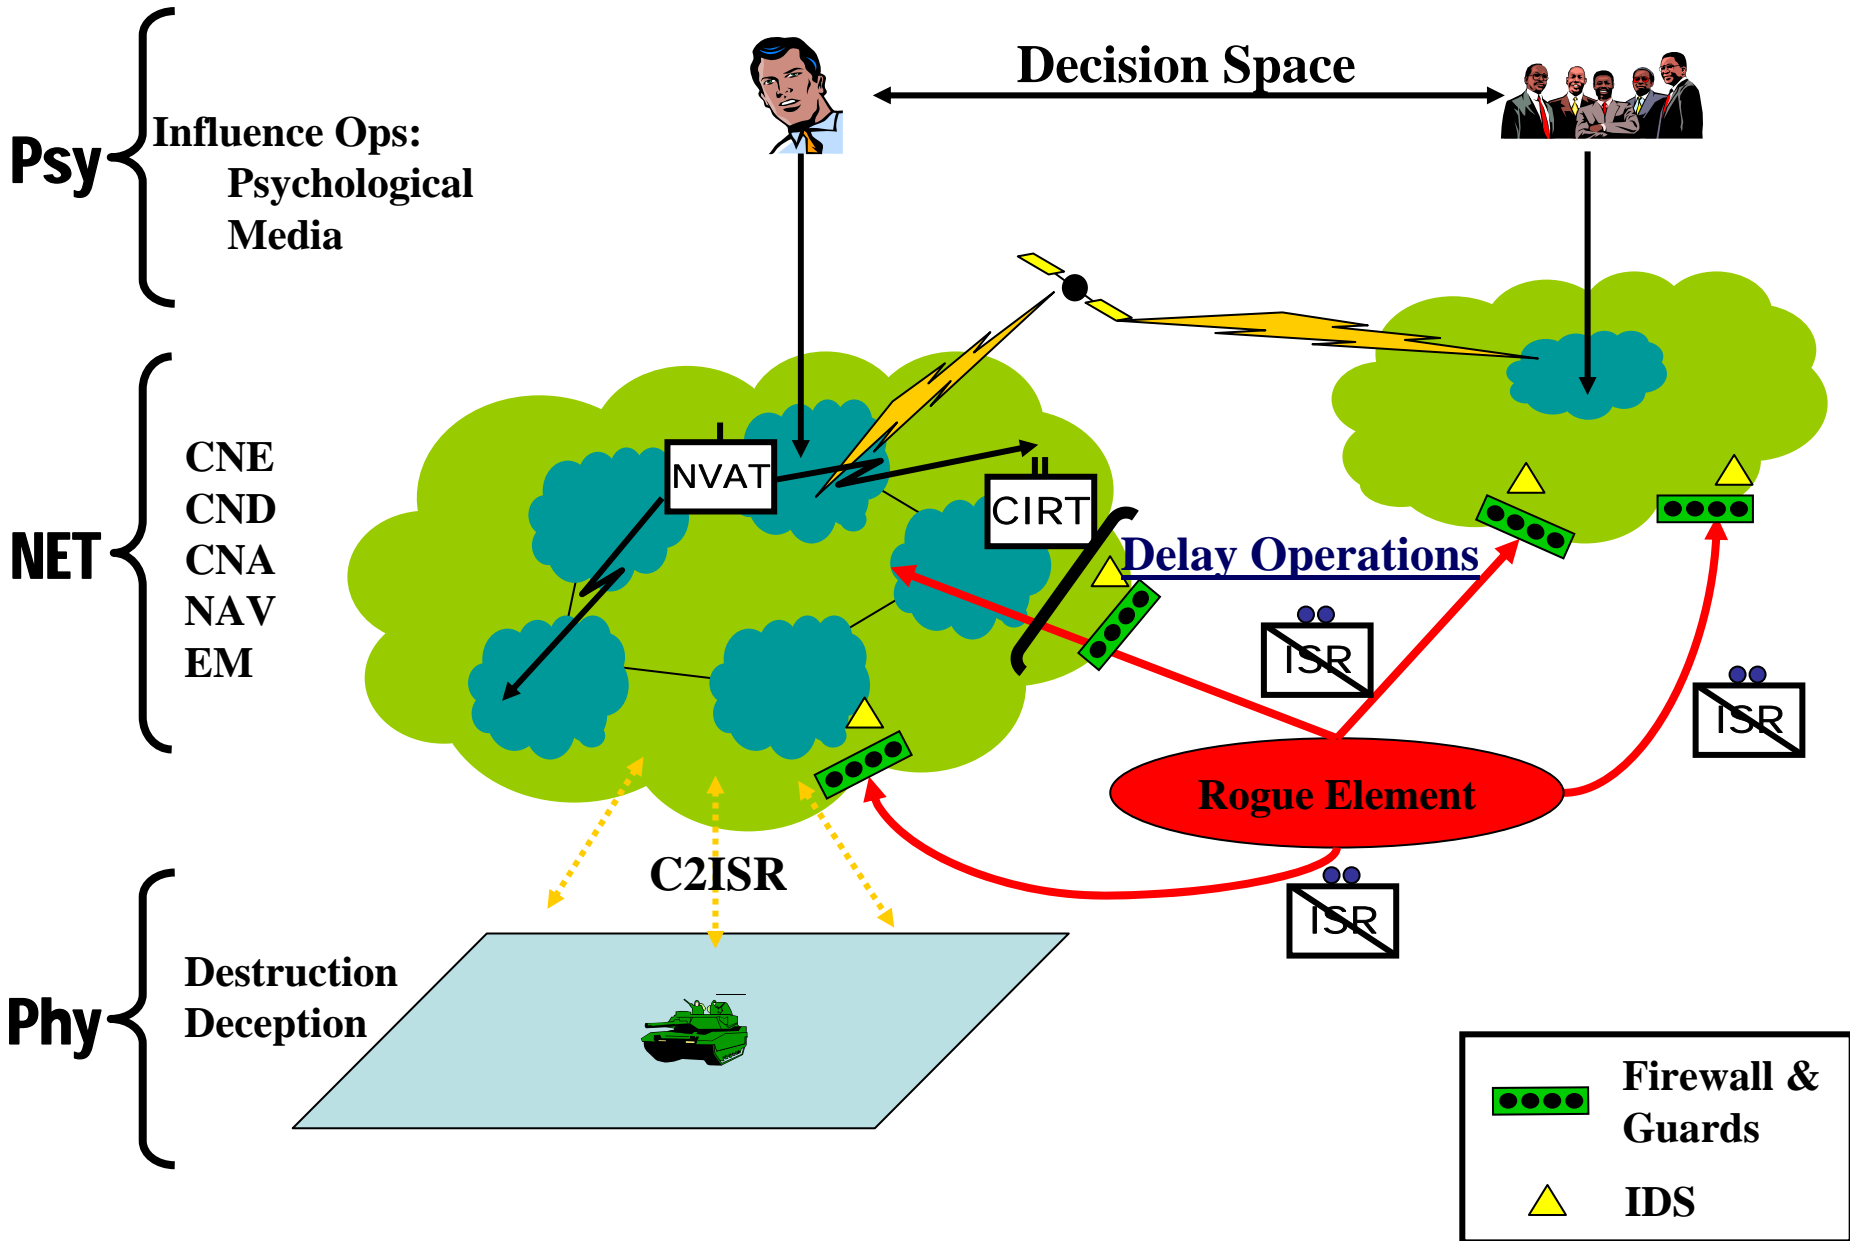 Decision Space
Psy
Influence Ops:
Psychological
Media
NET
CNE
CND
CNA
NAV
EM
NVAT
CIRT
Delay Operations
ISR
ISR
Rogue Element
C2ISR
ISR
Phy
Destruction
Deception
Firewall &
Guards
IDS